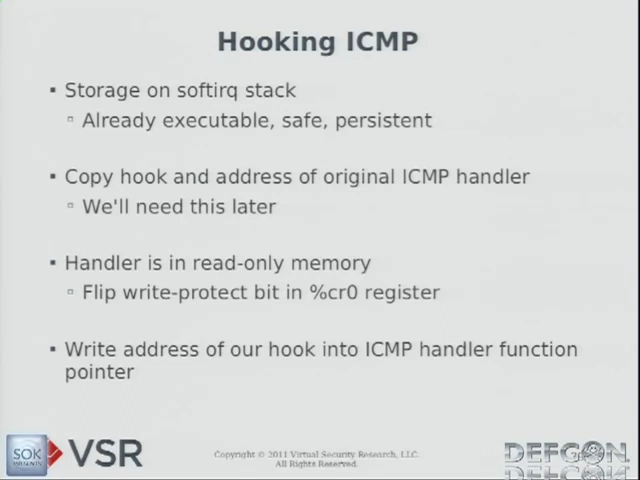 Hooking ICMP
▪ Storage on softirq stack
▫ Already executable, safe, persistent
▪ Copy hook and address of original ICMP handler
▫ We'll need this later
▪ Handler is in read-only memory
▫ Flip write-protect bit in %cr0 register
▪ Write address of our hook into ICMP handler function
pointer
SOK
PRESENTS
VSR
Copyright © 2011 Virtual Security Research, LLC.
All Rights Reserved.
DEFCON